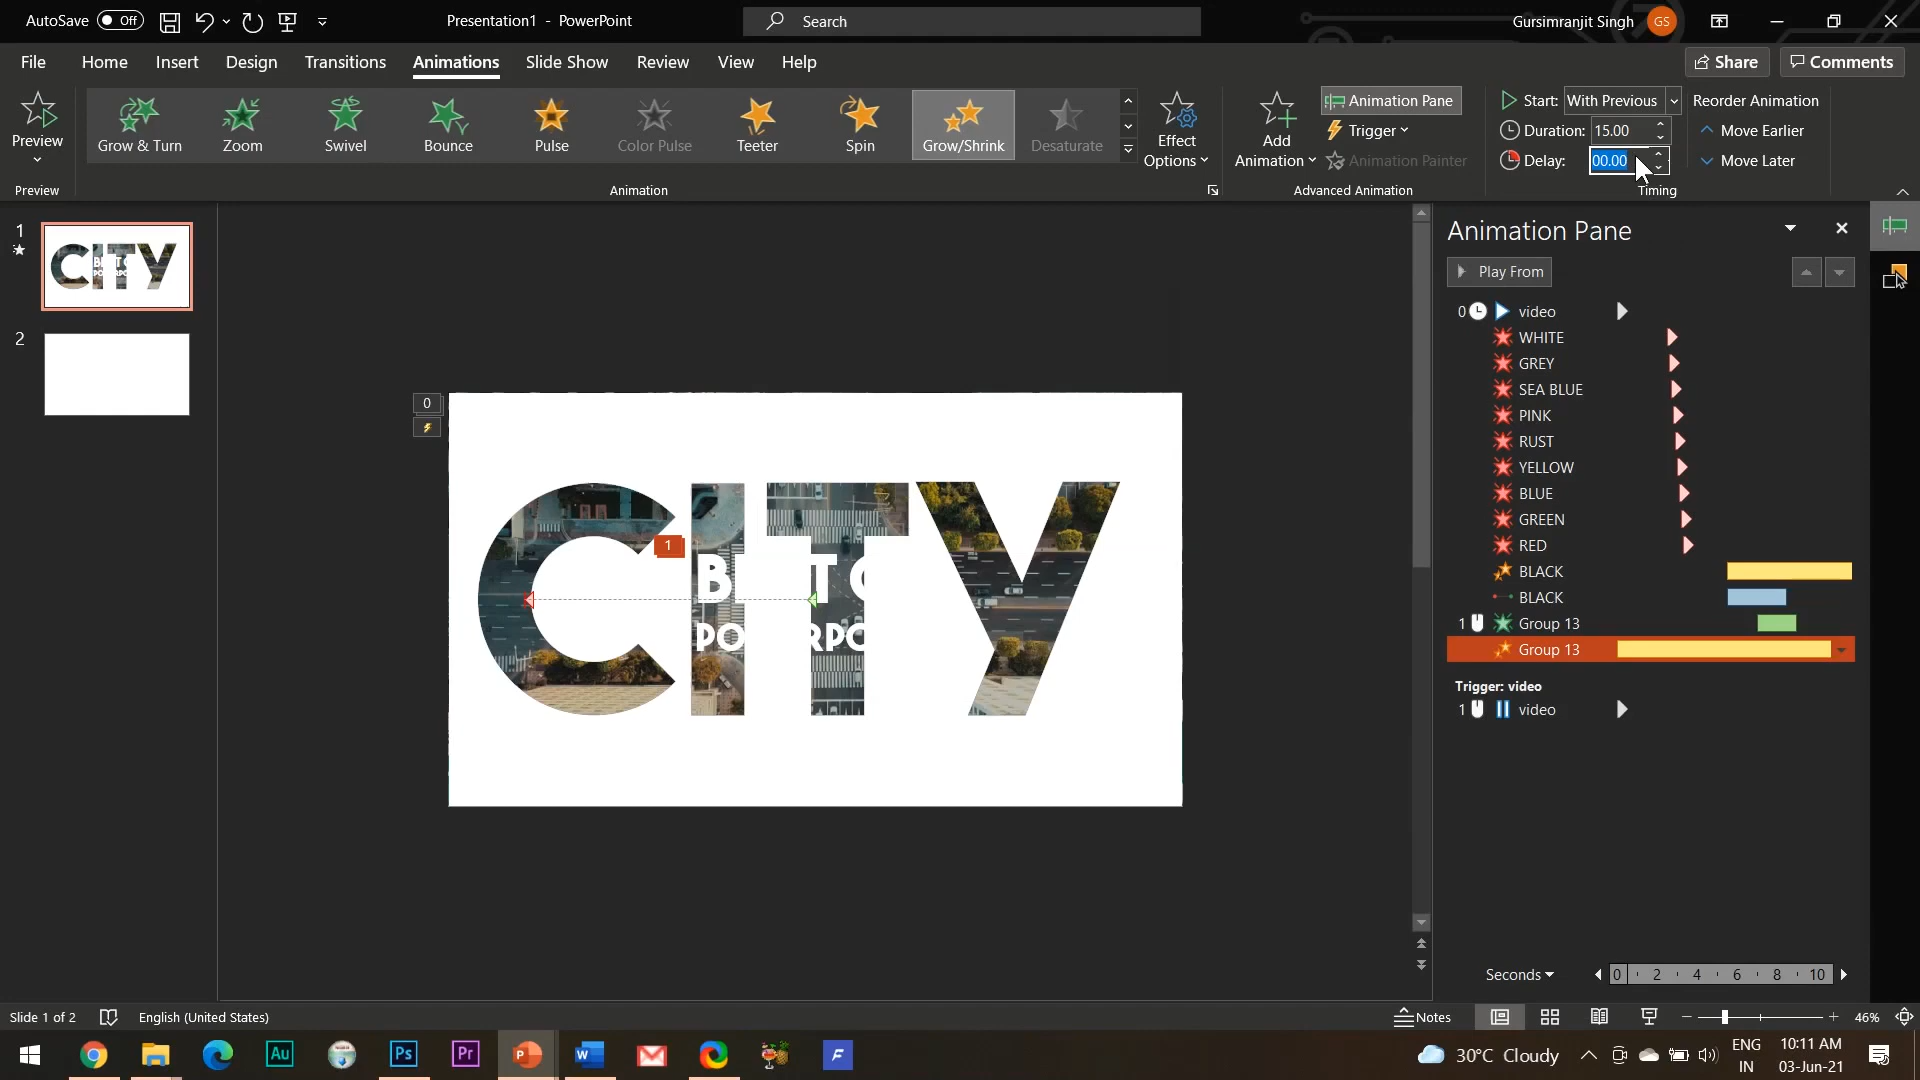 AutoSave Off
Presentation1 - PowerPoint
Search
Gursimranjit Singh GS
File Home Insert Design Transitions Animations Slide Show Review View Help
Share Comments
Preview
Grow & Turn Zoom Swivel Bounce Pulse Color Pulse Teeter Spin Grow/Shrink Desaturate
Effect Options
Add Animation
Animation Pane
Trigger
Animation Painter
Start: With Previous
Duration: 15.00
Delay: 00.00
Reorder Animation
Move Earlier
Move Later
Preview Animation Advanced Animation Timing
1
CITY
2
0
CITY
1
Animation Pane
Play From
0 video
WHITE
GREY
SEA BLUE
PINK
RUST
YELLOW
BLUE
GREEN
RED
BLACK
BLACK
1 Group 13
Group 13
Trigger: video
1 video
Seconds 0 2 4 6 8 10
Slide 1 of 2 English (United States)
Notes 46%
Au Ps Pr P W F
30°C Cloudy
ENG
IN
10:11 AM
03-Jun-21